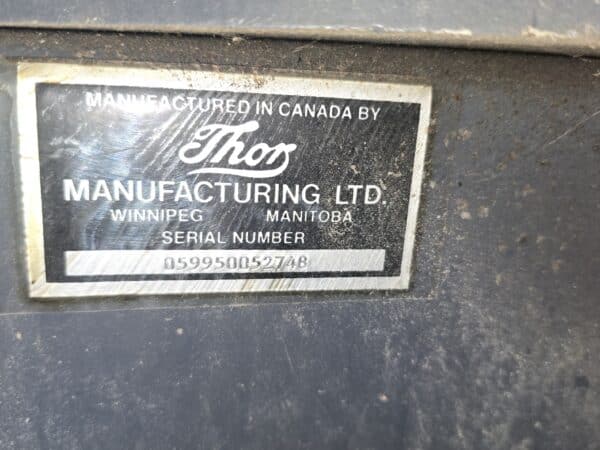 MANUFACTURED IN CANADA BY
Thor
MANUFACTURING LTD.
WINNIPEG MANITOBA
SERIAL NUMBER
059950052748